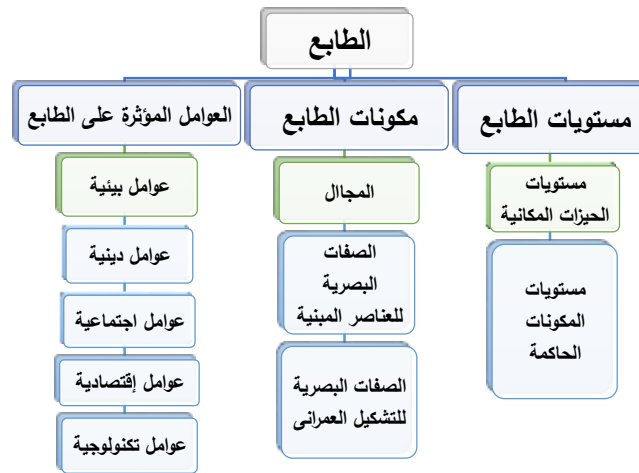 الطابع
مستويات الطابع
مكونات الطابع
العوامل المؤثرة على الطابع
مستويات
الحيزات المكانية
مستويات
المكونات
الحاكمة
المجاال
الصفات
البصرية
للعناصر المبنية
الصفات البصرية
للتشكيل العمرانى
عوامل بيئية
عوامل دينية
عوامل اجتماعية
عوامل إقتصادية
عوامل تكنولوجية